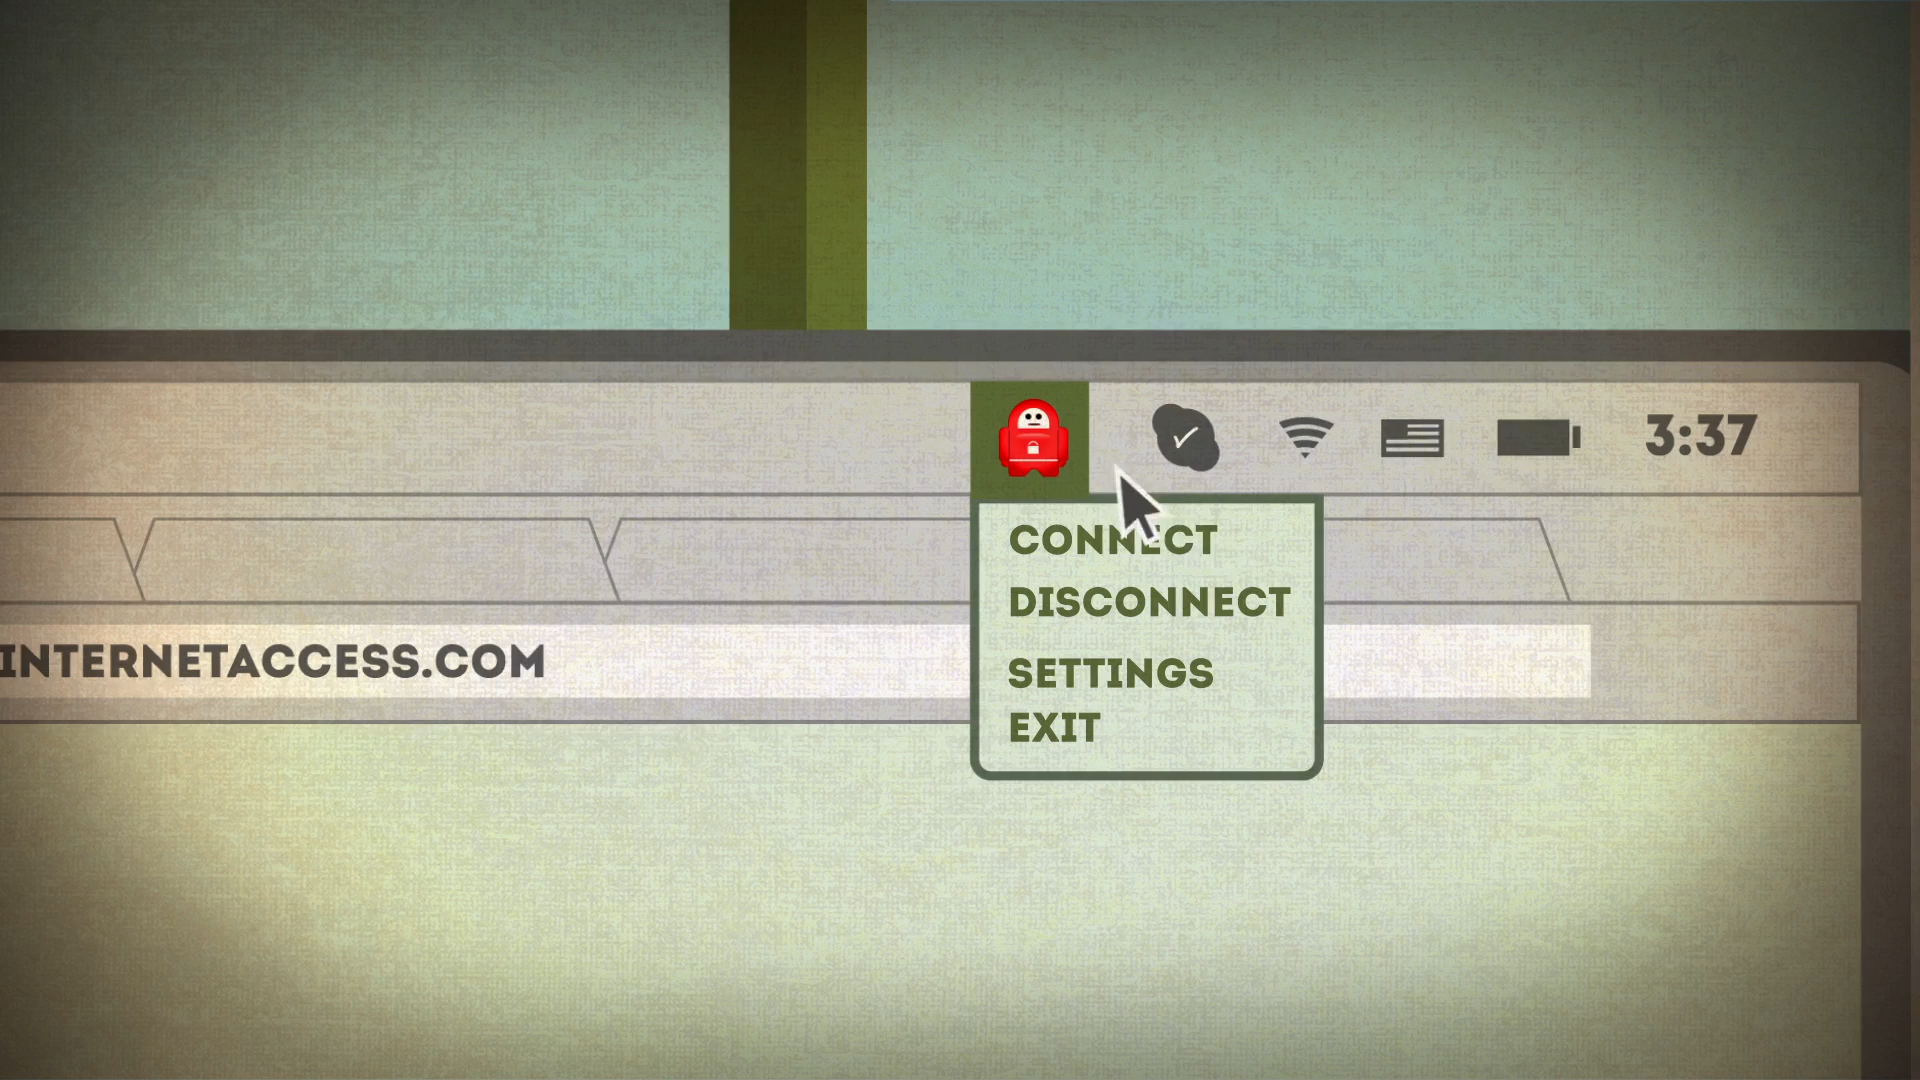 3:37
CONNECT
DISCONNECT
INTERNETACCESS.COM
SETTINGS
EXIT